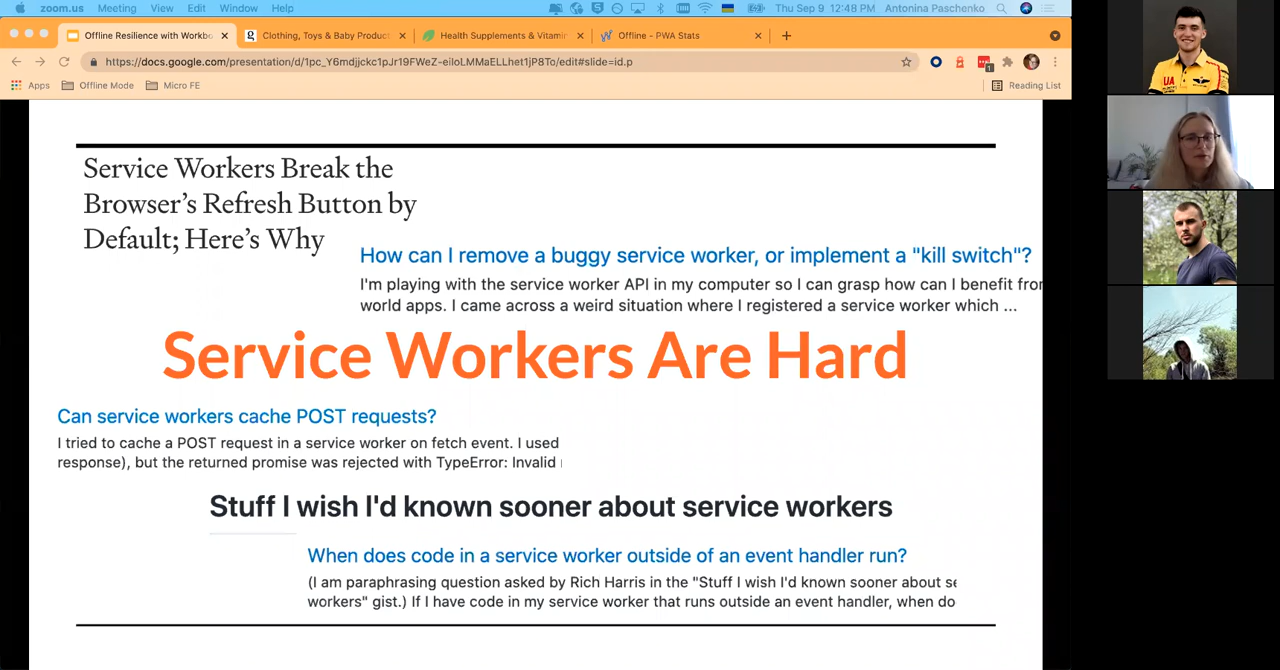 zoom.us Meeting View Edit Window Help Thu Sep 9 12:48 PM Antonina Paschenko
Offline Resilience with Workbo Clothing, Toys & Baby Product Health Supplements & Vitamin Offline - PWA Stats
https://docs.google.com/presentation/d/1pc_Y6mdjjckc1pJr19FWeZ-eiloLMMaELLhet1jP8To/edit#slide=id.p
Apps Offline Mode Micro FE Reading List
Service Workers Break the
Browser’s Refresh Button by
Default; Here’s Why
How can I remove a buggy service worker, or implement a "kill switch"?
I'm playing with the service worker API in my computer so I can grasp how can I benefit from
world apps. I came across a weird situation where I registered a service worker which ...
Service Workers Are Hard
Can service workers cache POST requests?
I tried to cache a POST request in a service worker on fetch event. I used
response), but the returned promise was rejected with TypeError: Invalid
Stuff I wish I'd known sooner about service workers
When does code in a service worker outside of an event handler run?
(I am paraphrasing question asked by Rich Harris in the "Stuff I wish I'd known sooner about se
workers" gist.) If I have code in my service worker that runs outside an event handler, when do
UA